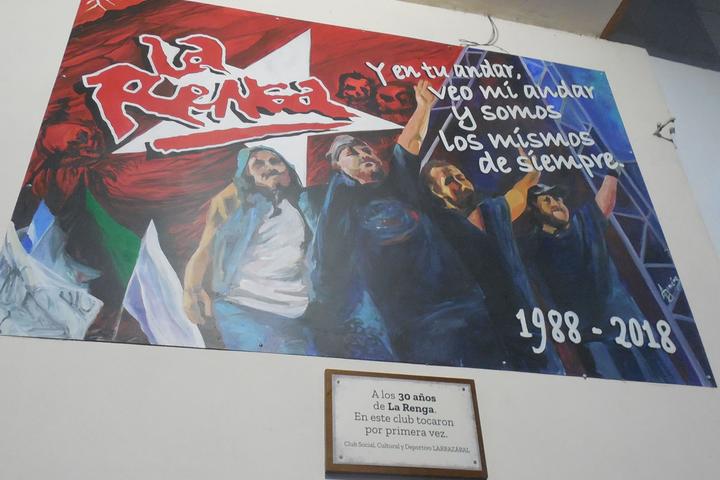 La
Renga
Y en tu andar,
veo mi andar
y somos
los mismos
de siempre.
1988 - 2018
A los 30 años
de La Renga.
En este club tocaron
por primera vez.
Club Social, Cultural y Deportivo LARRAZÁBAL